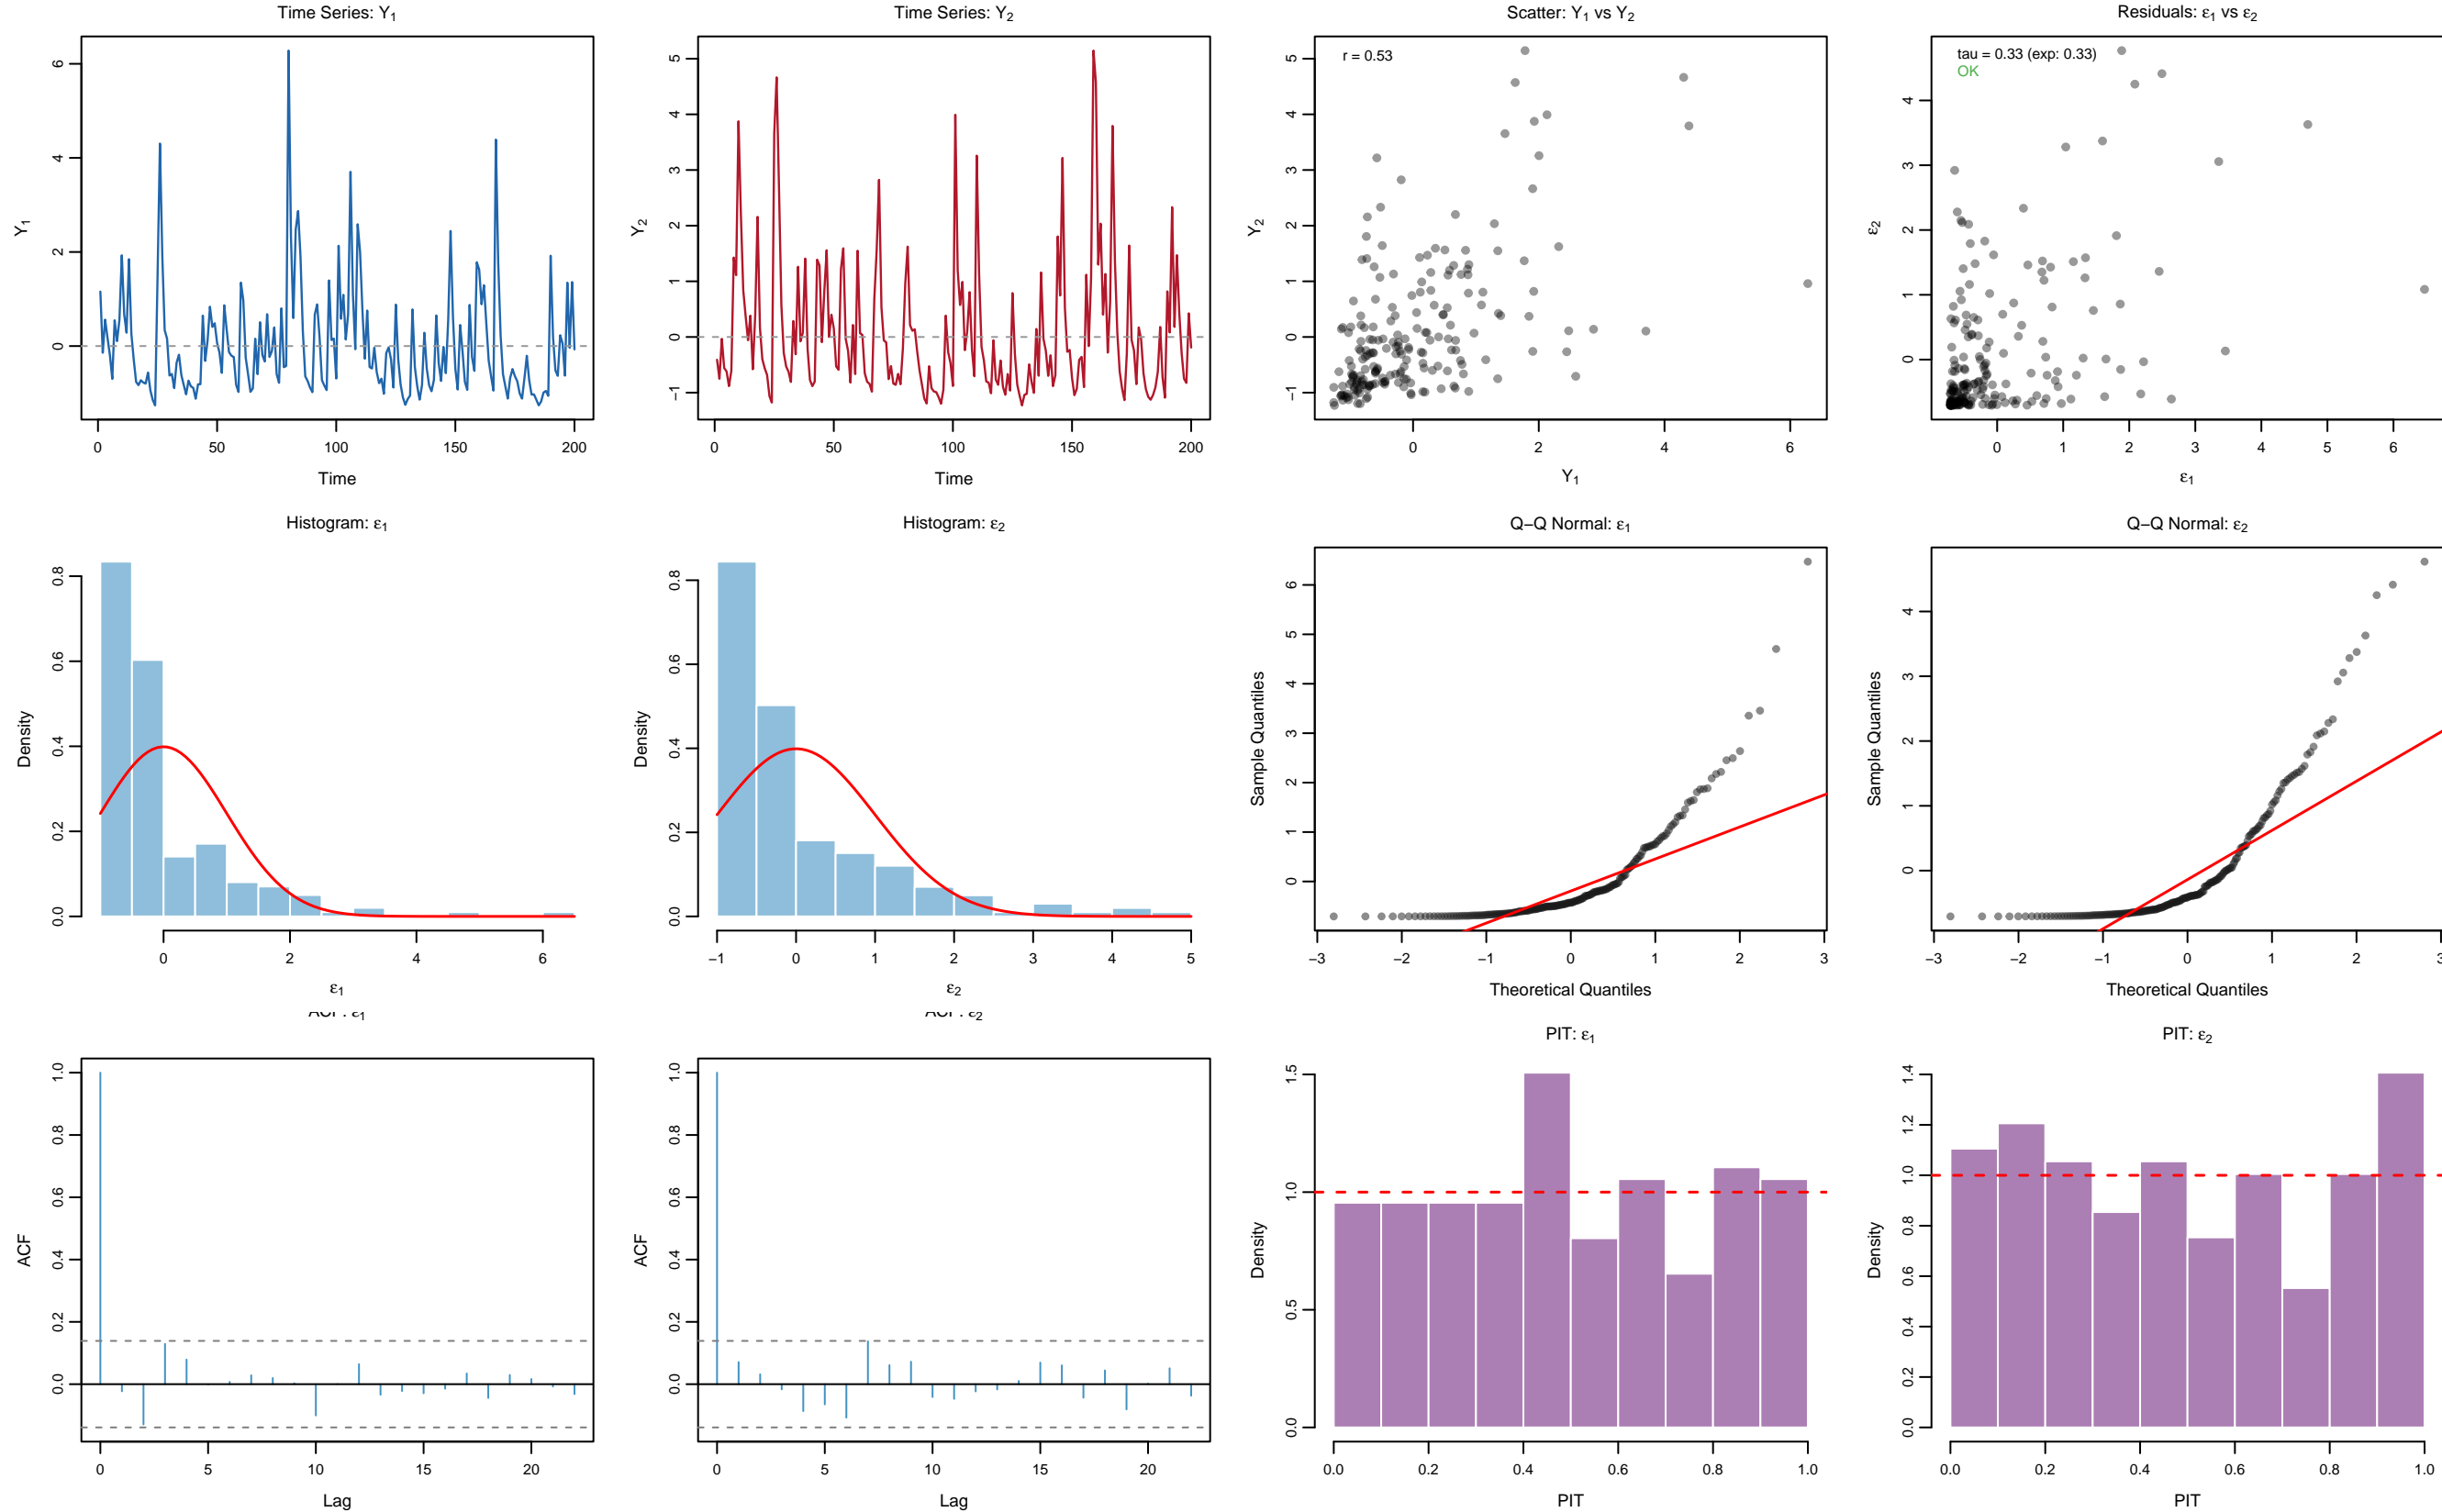 Time Series: Y1
Y1
0 2 4 6
0 50 100 150 200
Time
Time Series: Y2
Y2
−1 0 1 2 3 4 5
0 50 100 150 200
Time
Scatter: Y1 vs Y2
r = 0.53
Y2
−1 0 1 2 3 4 5
0 2 4 6
Y1
Residuals: ε1 vs ε2
tau = 0.33 (exp: 0.33)
OK
ε2
0 1 2 3 4
0 1 2 3 4 5 6
ε1
Histogram: ε1
Density
0.0 0.2 0.4 0.6 0.8
0 2 4 6
ε1
Histogram: ε2
Density
0.0 0.2 0.4 0.6 0.8
−1 0 1 2 3 4 5
ε2
Q−Q Normal: ε1
Sample Quantiles
0 1 2 3 4 5 6
−3 −2 −1 0 1 2 3
Theoretical Quantiles
Q−Q Normal: ε2
Sample Quantiles
0 1 2 3 4
−3 −2 −1 0 1 2 3
Theoretical Quantiles
ACF: ε1
ACF
0.0 0.2 0.4 0.6 0.8 1.0
0 5 10 15 20
Lag
ACF: ε2
ACF
0.0 0.2 0.4 0.6 0.8 1.0
0 5 10 15 20
Lag
PIT: ε1
Density
0.0 0.5 1.0 1.5
0.0 0.2 0.4 0.6 0.8 1.0
PIT
PIT: ε2
Density
0.0 0.2 0.4 0.6 0.8 1.0 1.2 1.4
0.0 0.2 0.4 0.6 0.8 1.0
PIT